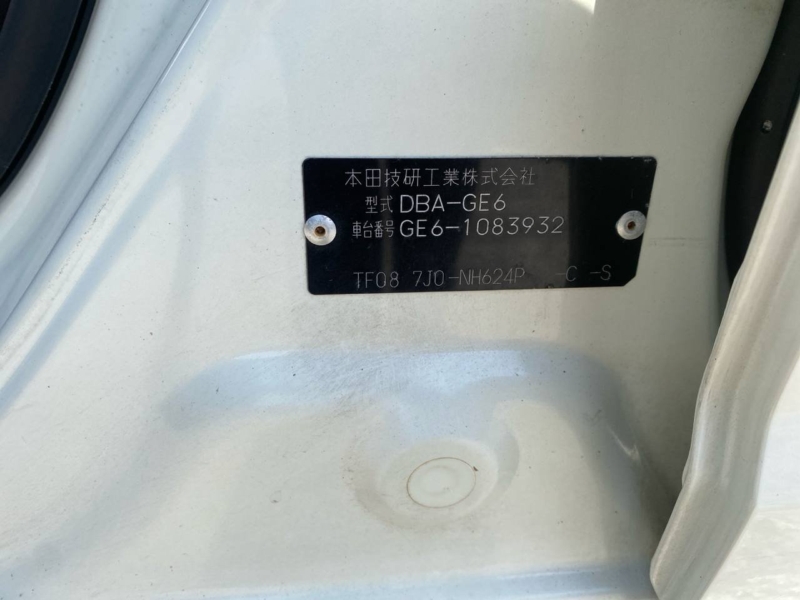 本田技研工業株式会社
型式 DBA-GE6
車台番号 GE6-1083932
TF08 7J0-NH624P -C -S